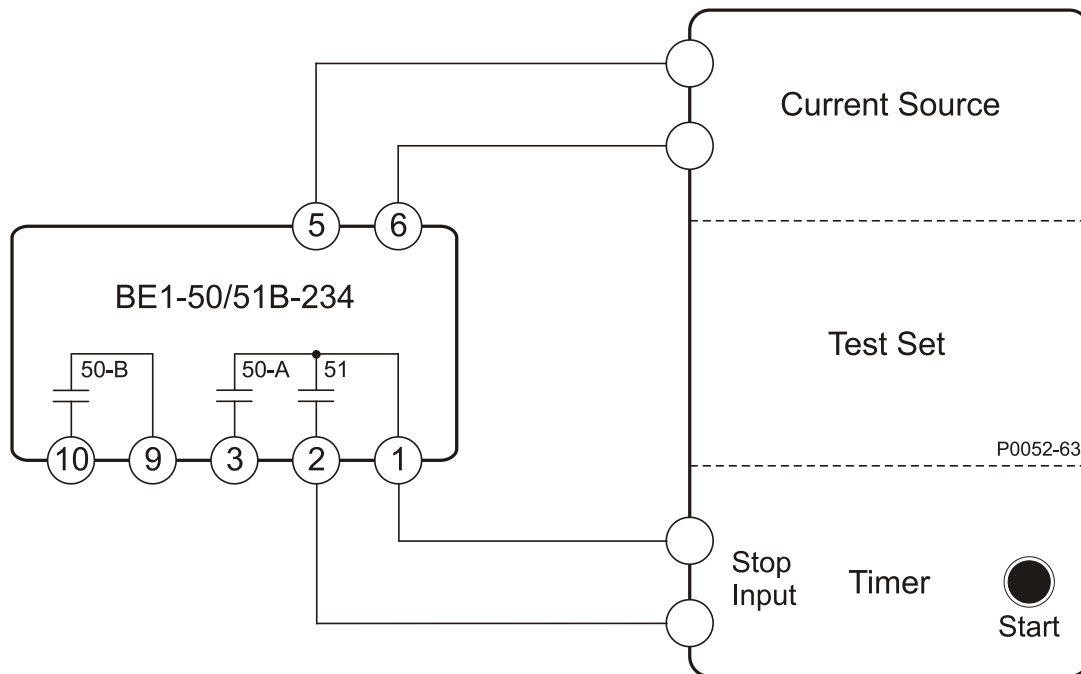 Current Source
5
6
BE1-50/51B-234
Test Set
50-B
50-A
51
P0052-63
10
9
3
2
1
Stop
Input
Timer
Start